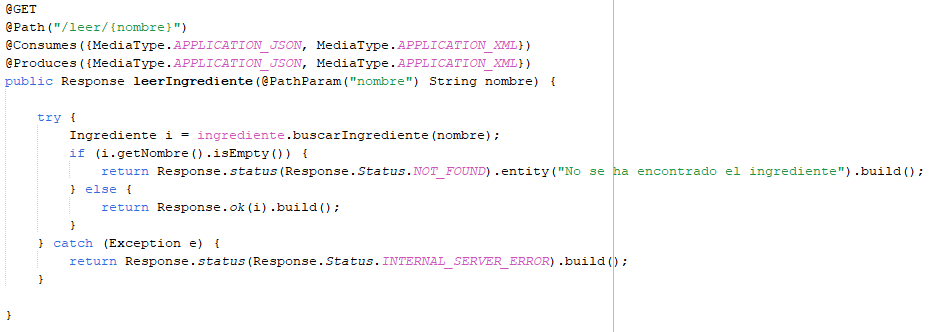 @GET
@Path("/leer/{nombre}")
@Consumes({MediaType.APPLICATION_JSON, MediaType.APPLICATION_XML})
@Produces({MediaType.APPLICATION_JSON, MediaType.APPLICATION_XML})
public Response leerIngrediente(@PathParam("nombre") String nombre) {
try {
Ingrediente i = ingrediente.buscarIngrediente(nombre);
if (i.getNombre().isEmpty()) {
return Response.status(Response.Status.NOT_FOUND).entity("No se ha encontrado el ingrediente").build();
} else {
return Response.ok(i).build();
}
} catch (Exception e) {
return Response.status(Response.Status.INTERNAL_SERVER_ERROR).build();
}
}